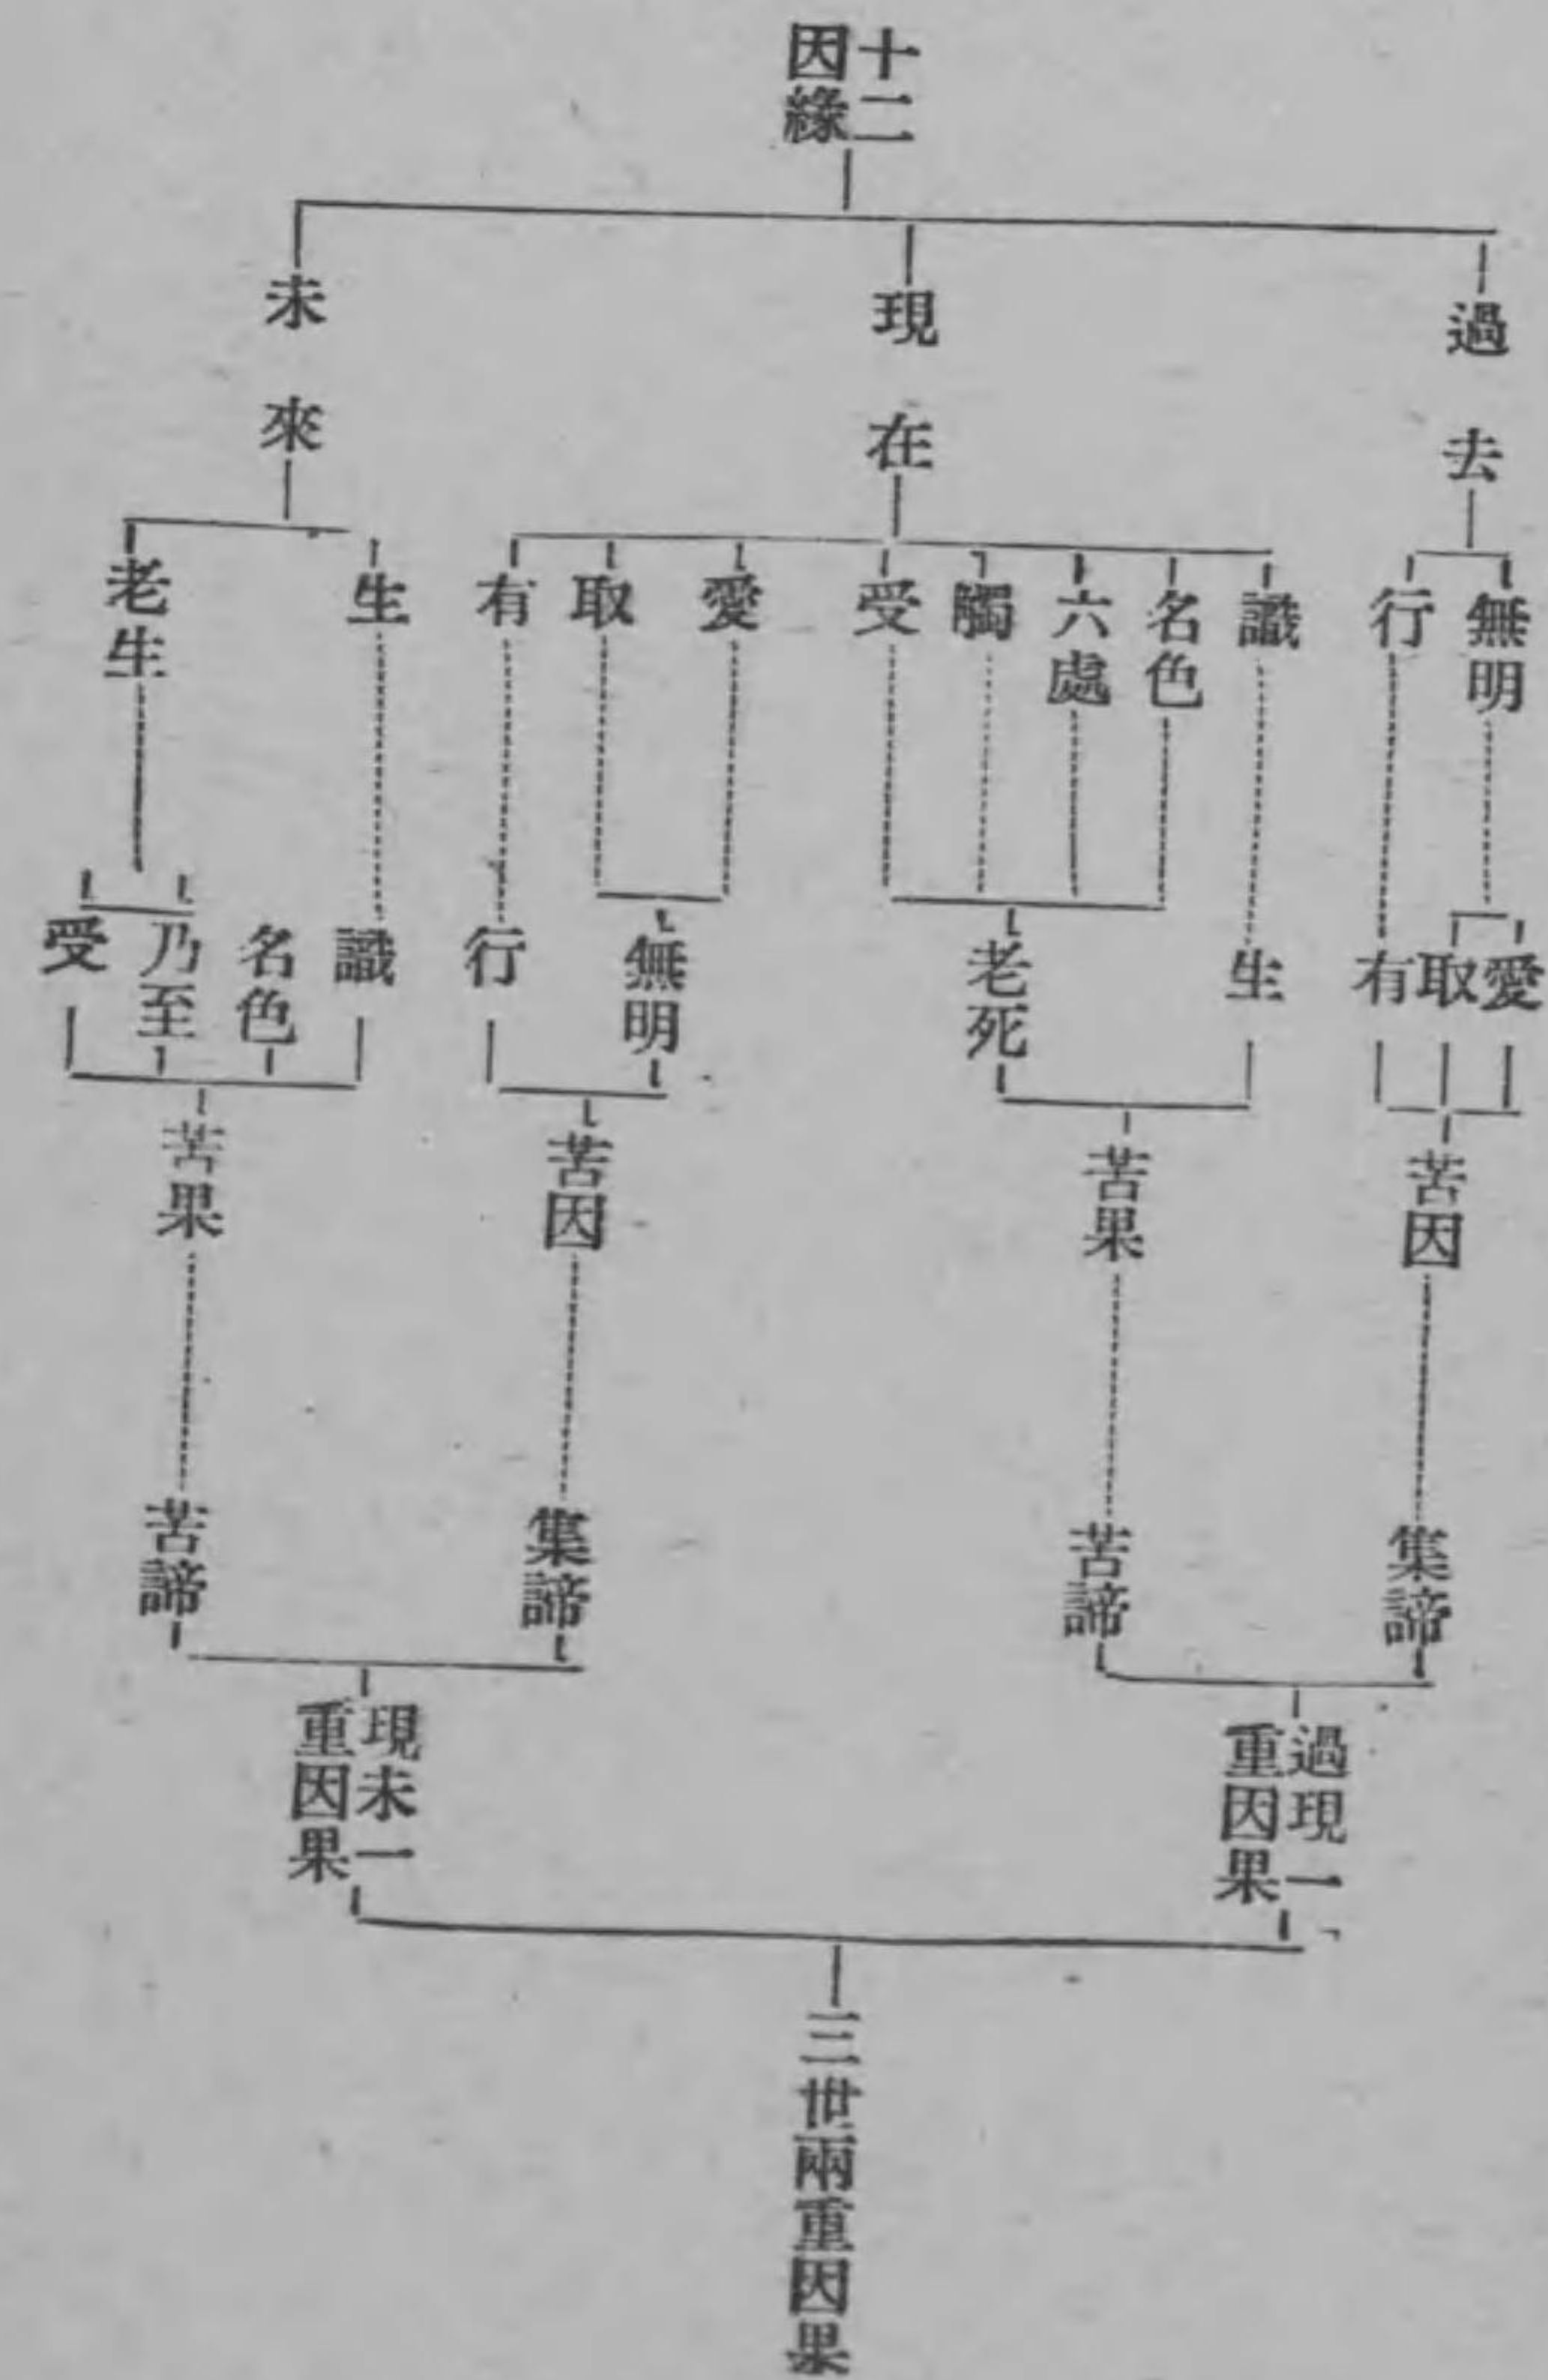 十二
因緣
過去
現在
未來
無明
行
識
名色
六處
觸
受
愛
取
有
生
老生
愛
取
有
生
老死
無明
行
識
名色
乃至
受
苦因
苦果
苦因
苦果
集諦
苦諦
集諦
苦諦
過現一
重因果
現未一
重因果
三世兩重因果